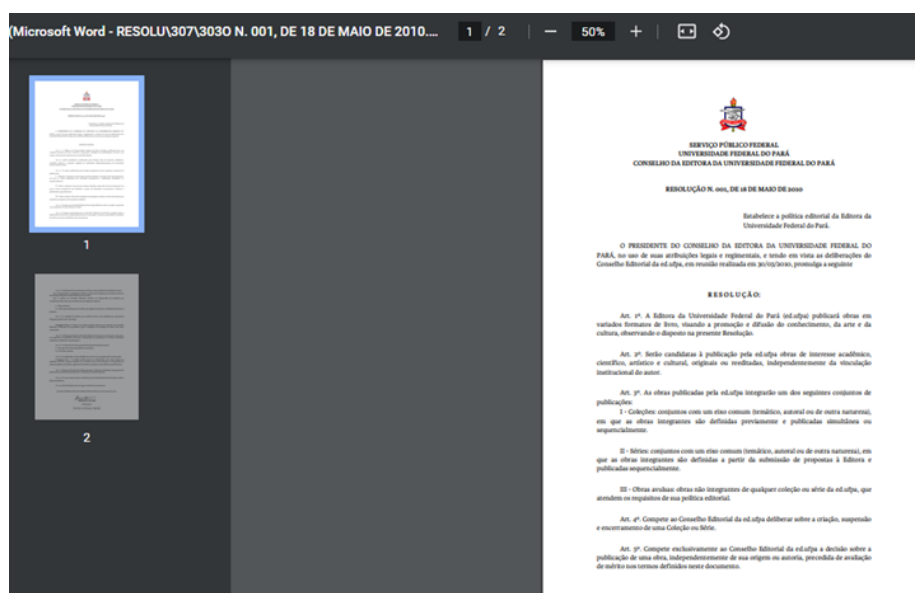 (Microsoft Word - RESOLU\307\303O N. 001, DE 18 DE MAIO DE 2010....
1 / 2
50%
1
2
SERVIÇO PÚBLICO FEDERAL
UNIVERSIDADE FEDERAL DO PARÁ
CONSELHO DA EDITORA DA UNIVERSIDADE FEDERAL DO PARÁ
RESOLUÇÃO N. 001, DE 18 DE MAIO DE 2010
Estabelece a política editorial da Editora da
Universidade Federal do Pará.
O PRESIDENTE DO CONSELHO DA EDITORA DA UNIVERSIDADE FEDERAL DO
PARÁ, no uso de suas atribuições legais e regimentais, e tendo em vista as deliberações do
Conselho Editorial da ed.ufpa, em reunião realizada em 30/03/2010, promulga a seguinte
RESOLUÇÃO:
Art. 1º. A Editora da Universidade Federal do Pará (ed.ufpa) publicará obras em
variados formatos de livro, visando a promoção e difusão do conhecimento, da arte e da
cultura, observando o disposto na presente Resolução.
Art. 2º. Serão candidatas à publicação pela ed.ufpa obras de interesse acadêmico,
científico, artístico e cultural, originais ou reeditadas, independentemente da vinculação
institucional do autor.
Art. 3º. As obras publicadas pela ed.ufpa integrarão um dos seguintes conjuntos de
publicações:
I - Coleções: conjuntos com um eixo comum (temático, autoral ou de outra natureza),
em que as obras integrantes são definidas previamente e publicadas simultânea ou
sequencialmente.
II - Séries: conjuntos com um eixo comum (temático, autoral ou de outra natureza), em
que as obras integrantes são definidas a partir da submissão de propostas à Editora e
publicadas sequencialmente.
III - Obras avulsas: obras não integrantes de qualquer coleção ou série da ed.ufpa, que
atendem os requisitos de sua política editorial.
Art. 4º. Compete ao Conselho Editorial da ed.ufpa deliberar sobre a criação, suspensão
e encerramento de uma Coleção ou Série.
Art. 5º. Compete exclusivamente ao Conselho Editorial da ed.ufpa a decisão sobre a
publicação de uma obra, independentemente de sua origem ou autoria, precedida de avaliação
de mérito nos termos definidos neste documento.